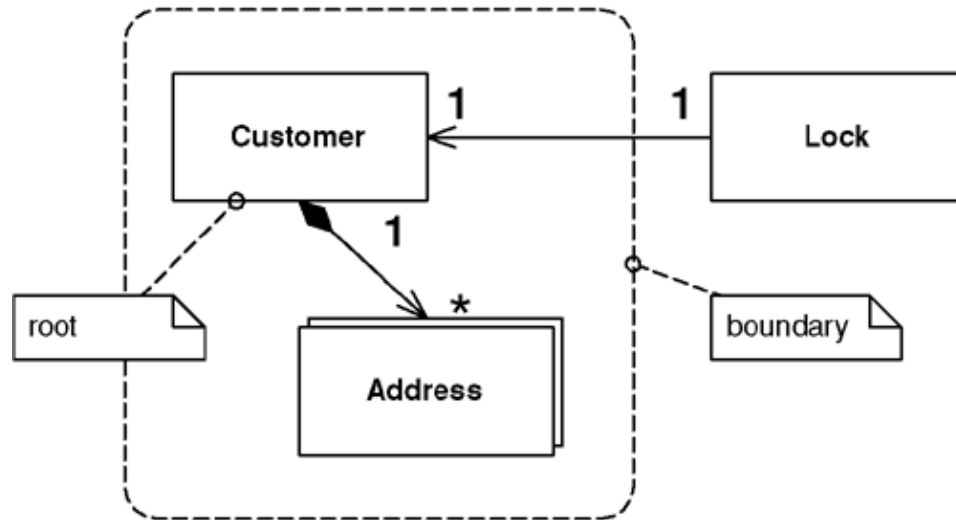 Customer
1
1
Lock
1
root
*
boundary
Address